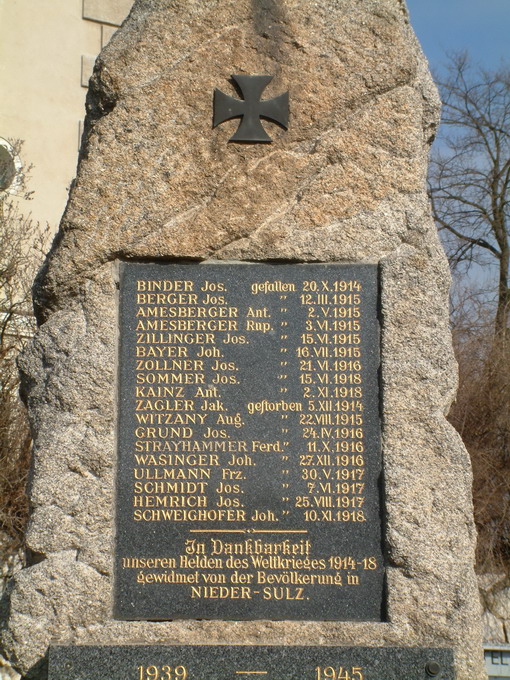 BINDER Jos. gefallen 20.X.1914
BERGER Jos. " 12.III.1915
AMESBERGER Ant. " 2.V.1915
AMESBERGER Rup. " 3.VI.1915
ZILLINGER Jos. " 15.VI.1915
BAYER Joh. " 16.VII.1915
ZÖLLNER Jos. " 21.VI.1916
SOMMER Jos. " 15.VI.1918
KAINZ Ant. " 2.XI.1918
ZAGLER Jak. gestorben 5.XII.1914
WITZANY Aug. " 22.VIII.1915
GRUND Jos. " 24.IV.1916
STRAYHAMMER Ferd. " 11.X.1916
WASINGER Joh. " 27.XII.1916
ULLMANN Frz. " 30.V.1917
SCHMIDT Jos. " 7.VI.1917
HEMRICH Jos. " 25.VIII.1917
SCHWEIGHOFER Joh. " 10.XI.1918.
In Dankbarkeit
unseren Helden des Weltkrieges 1914-18
gewidmet von der Bevölkerung in
NIEDER-SULZ.
1939 — 1945